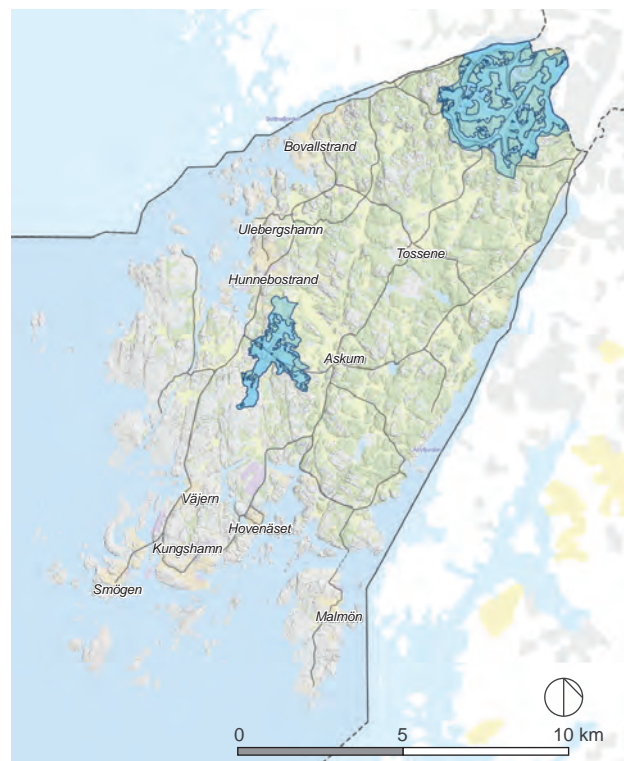 Bovallstrand
Ulebergshamn
Tossene
Hunnebostrand
Askum
Väjern
Hovenäset
Kungshamn
Smögen
Malmön
0 5 10 km